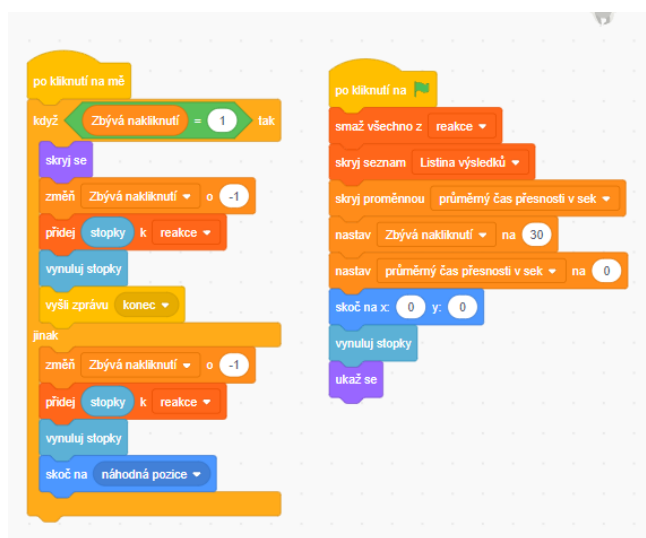 po kliknutí na mě
když Zbývá nakliknutí = 1 tak
skryj se
změň Zbývá nakliknutí o -1
přidej stopky k reakce
vynuluj stopky
vyšli zprávu konec
jinak
změň Zbývá nakliknutí o -1
přidej stopky k reakce
vynuluj stopky
skoč na náhodná pozice
po kliknutí na
smaž všechno z reakce
skryj seznam Listina výsledků
skryj proměnnou průměrný čas přesnosti v sek
nastav Zbývá nakliknutí na 30
nastav průměrný čas přesnosti v sek na 0
skoč na x: 0 y: 0
vynuluj stopky
ukaž se